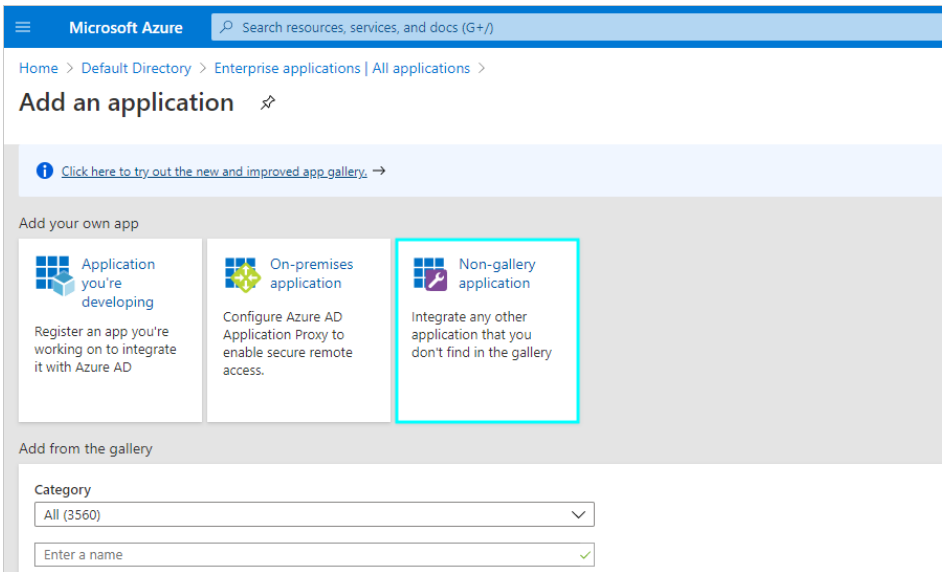 Microsoft Azure
Search resources, services, and docs (G+/)
Home > Default Directory > Enterprise applications | All applications >
Add an application
Click here to try out the new and improved app gallery. →
Add your own app
Application
you're
developing
Register an app you're
working on to integrate
it with Azure AD
On-premises
application
Configure Azure AD
Application Proxy to
enable secure remote
access.
Non-gallery
application
Integrate any other
application that you
don't find in the gallery
Add from the gallery
Category
All (3560)
Enter a name